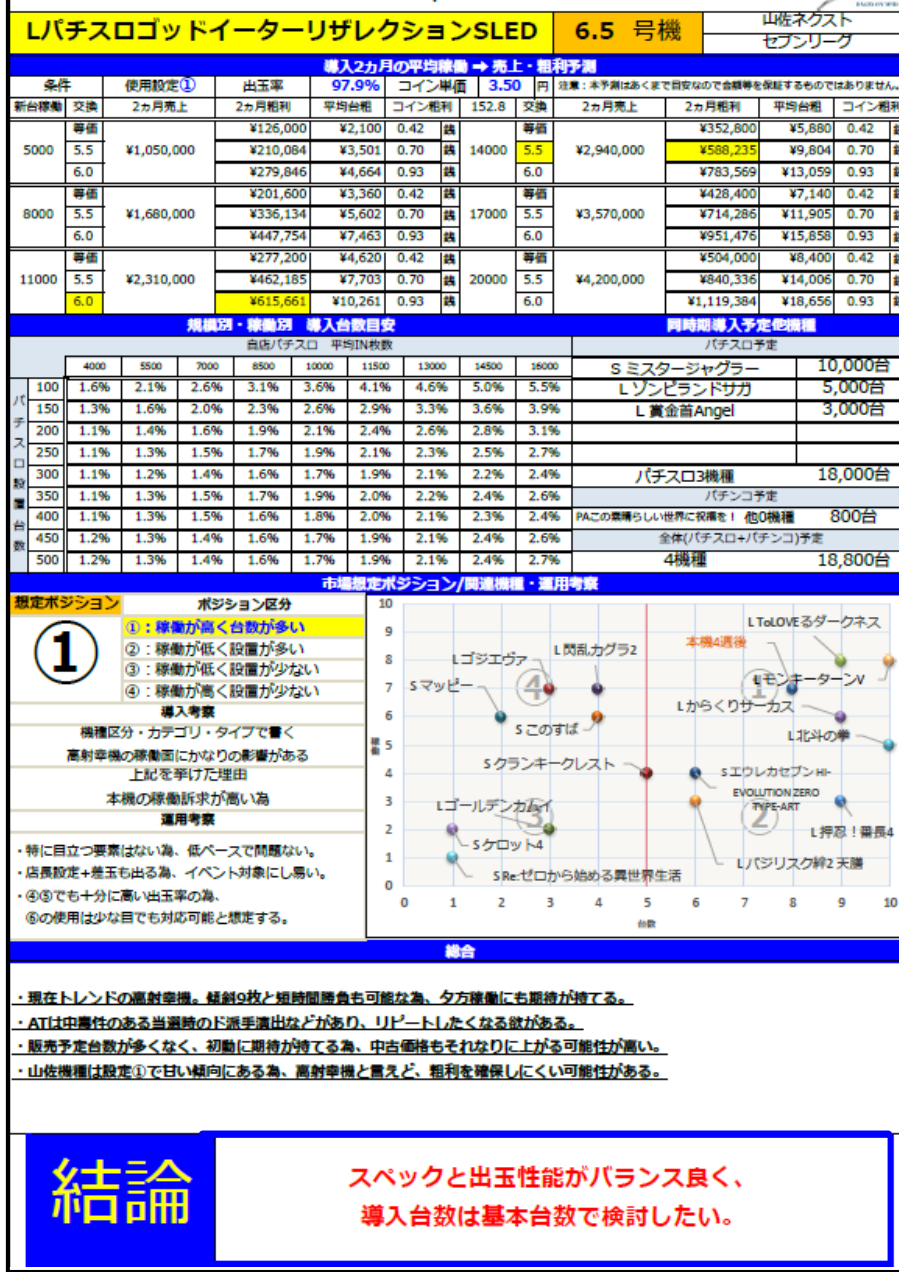 LパチスロゴッドイーターリザレクションSLED 6.5 号機 山佐ネクスト
セブンリーグ
導入2カ月の平均稼働 ➡ 売上・粗利予測
条件 使用設定① 出玉率 97.9% コイン単価 3.50 円 注意：本予測はあくまで目安なので金額等を保証するものではありません。
新台稼働 交換 2ヵ月売上 2ヵ月粗利 平均台粗 コイン粗利 152.8 交換 2ヵ月売上 2ヵ月粗利 平均台粗 コイン粗利
等価 ¥126,000 ¥2,100 0.42 銭 等価 ¥352,800 ¥5,880 0.42 銭
5000 5.5 ¥1,050,000 ¥210,084 ¥3,501 0.70 銭 14000 5.5 ¥2,940,000 ¥588,235 ¥9,804 0.70 銭
6.0 ¥279,846 ¥4,664 0.93 銭 6.0 ¥783,569 ¥13,059 0.93 銭
等価 ¥201,600 ¥3,360 0.42 銭 等価 ¥428,400 ¥7,140 0.42 銭
8000 5.5 ¥1,680,000 ¥336,134 ¥5,602 0.70 銭 17000 5.5 ¥3,570,000 ¥714,286 ¥11,905 0.70 銭
6.0 ¥447,754 ¥7,463 0.93 銭 6.0 ¥951,476 ¥15,858 0.93 銭
等価 ¥277,200 ¥4,620 0.42 銭 等価 ¥504,000 ¥8,400 0.42 銭
11000 5.5 ¥2,310,000 ¥462,185 ¥7,703 0.70 銭 20000 5.5 ¥4,200,000 ¥840,336 ¥14,006 0.70 銭
6.0 ¥615,661 ¥10,261 0.93 銭 6.0 ¥1,119,384 ¥18,656 0.93 銭
規模別・稼働別 導入台数目安 同時期導入予定他機種
自店パチスロ 平均IN枚数 パチスロ予定
4000 5500 7000 8500 10000 11500 13000 14500 16000 S ミスタージャグラー 10,000台
パチスロ設置台数
100 1.6% 2.1% 2.6% 3.1% 3.6% 4.1% 4.6% 5.0% 5.5% L ゾンビランドサガ 5,000台
150 1.3% 1.6% 2.0% 2.3% 2.6% 2.9% 3.3% 3.6% 3.9% L 賞金首Angel 3,000台
200 1.1% 1.4% 1.6% 1.9% 2.1% 2.4% 2.6% 2.8% 3.1%
250 1.1% 1.3% 1.5% 1.7% 1.9% 2.1% 2.3% 2.5% 2.7%
300 1.1% 1.2% 1.4% 1.6% 1.7% 1.9% 2.1% 2.2% 2.4% パチスロ3機種 18,000台
350 1.1% 1.3% 1.5% 1.7% 1.9% 2.0% 2.2% 2.4% 2.6% パチンコ予定
400 1.1% 1.3% 1.5% 1.6% 1.8% 2.0% 2.1% 2.3% 2.4% PAこの素晴らしい世界に祝福を！ 他0機種 800台
450 1.2% 1.3% 1.4% 1.6% 1.7% 1.9% 2.1% 2.4% 2.6% 全体(パチスロ+パチンコ)予定
500 1.2% 1.3% 1.4% 1.6% 1.7% 1.9% 2.1% 2.4% 2.7% 4機種 18,800台
市場想定ポジション/関連機種・運用考察
想定ポジション ポジション区分
①
①：稼働が高く台数が多い
②：稼働が低く設置が多い
③：稼働が低く設置が少ない
④：稼働が高く設置が少ない
導入考察
機種区分・カテゴリ・タイプで書く
高射幸機の稼働面にかなりの影響がある
上記を挙げた理由
本機の稼働訴求が高い為
運用考察
・特に目立つ要素はない為、低ベースで問題ない。
・店長設定+差玉も出る為、イベント対象にし易い。
・④⑤でも十分に高い出玉率の為、
⑥の使用は少な目でも対応可能と想定する。
10
9
8
7
6
5
4
3
2
1
0
稼働
0 1 2 3 4 5 6 7 8 9 10
台数
L ToLOVEるダークネス
本機4週後
L 閃乱カグラ2
L ゴジエヴァ
④
①
L モンキーターンV
S マッピー
L からくりサーカス
S このすば
L 北斗の拳
S クランキークレスト
S エウレカセブン HI-
EVOLUTION ZERO
TYPE-ART
L ゴールデンカムイ
③
②
L 押忍！番長4
S ケロット4
L バジリスク絆2 天膳
S Re:ゼロから始める異世界生活
総合
・現在トレンドの高射幸機。傾斜9枚と短時間勝負も可能な為、夕方稼働にも期待が持てる。
・ATは中毒性のある当選時のド派手演出などがあり、リピートしたくなる欲がある。
・販売予定台数が多くなく、初動に期待が持てる為、中古価格もそれなりに上がる可能性が高い。
・山佐機種は設定①で甘い傾向にある為、高射幸機と言えど、粗利を確保しにくい可能性がある。
結論
スペックと出玉性能がバランス良く、
導入台数は基本台数で検討したい。